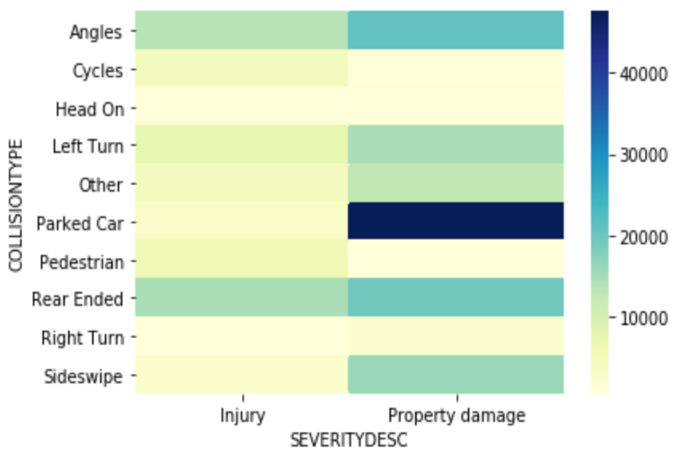 COLLISIONTYPE
Angles
Cycles
Head On
Left Turn
Other
Parked Car
Pedestrian
Rear Ended
Right Turn
Sideswipe
Injury
Property damage
SEVERITYDESC
40000
30000
20000
10000